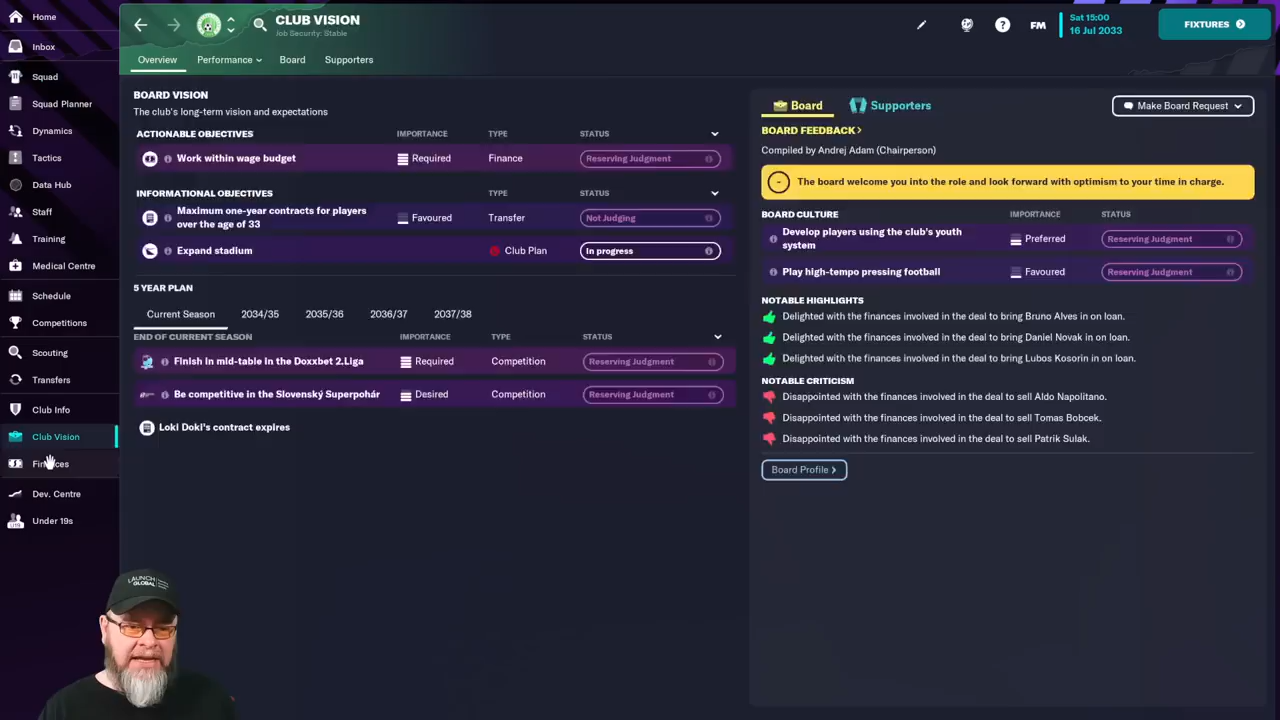 Home
Inbox
Squad
Squad Planner
Dynamics
Tactics
Data Hub
Staff
Training
Medical Centre
Schedule
Competitions
Scouting
Transfers
Club Info
Club Vision
Finances
Dev. Centre
Under 19s
CLUB VISION
Job Security: Stable
FM
Sat 15:00
16 Jul 2033
FIXTURES
Overview
Performance
Board
Supporters
BOARD VISION
The club's long-term vision and expectations
ACTIONABLE OBJECTIVES IMPORTANCE TYPE STATUS
Work within wage budget Required Finance Reserving Judgment
INFORMATIONAL OBJECTIVES TYPE STATUS
Maximum one-year contracts for players
over the age of 33 Favoured Transfer Not Judging
Expand stadium Club Plan In progress
5 YEAR PLAN
Current Season 2034/35 2035/36 2036/37 2037/38
END OF CURRENT SEASON IMPORTANCE TYPE STATUS
Finish in mid-table in the Doxxbet 2.Liga Required Competition Reserving Judgment
Be competitive in the Slovenský Superpohár Desired Competition Reserving Judgment
Loki Doki's contract expires
Board Supporters Make Board Request
BOARD FEEDBACK >
Compiled by Andrej Adam (Chairperson)
The board welcome you into the role and look forward with optimism to your time in charge.
BOARD CULTURE IMPORTANCE STATUS
Develop players using the club's youth
system Preferred Reserving Judgment
Play high-tempo pressing football Favoured Reserving Judgment
NOTABLE HIGHLIGHTS
Delighted with the finances involved in the deal to bring Bruno Alves in on loan.
Delighted with the finances involved in the deal to bring Daniel Novak in on loan.
Delighted with the finances involved in the deal to bring Lubos Kosorin in on loan.
NOTABLE CRITICISM
Disappointed with the finances involved in the deal to sell Aldo Napolitano.
Disappointed with the finances involved in the deal to sell Tomas Bobcek.
Disappointed with the finances involved in the deal to sell Patrik Sulak.
Board Profile >
LAUNCH
GLOBAL